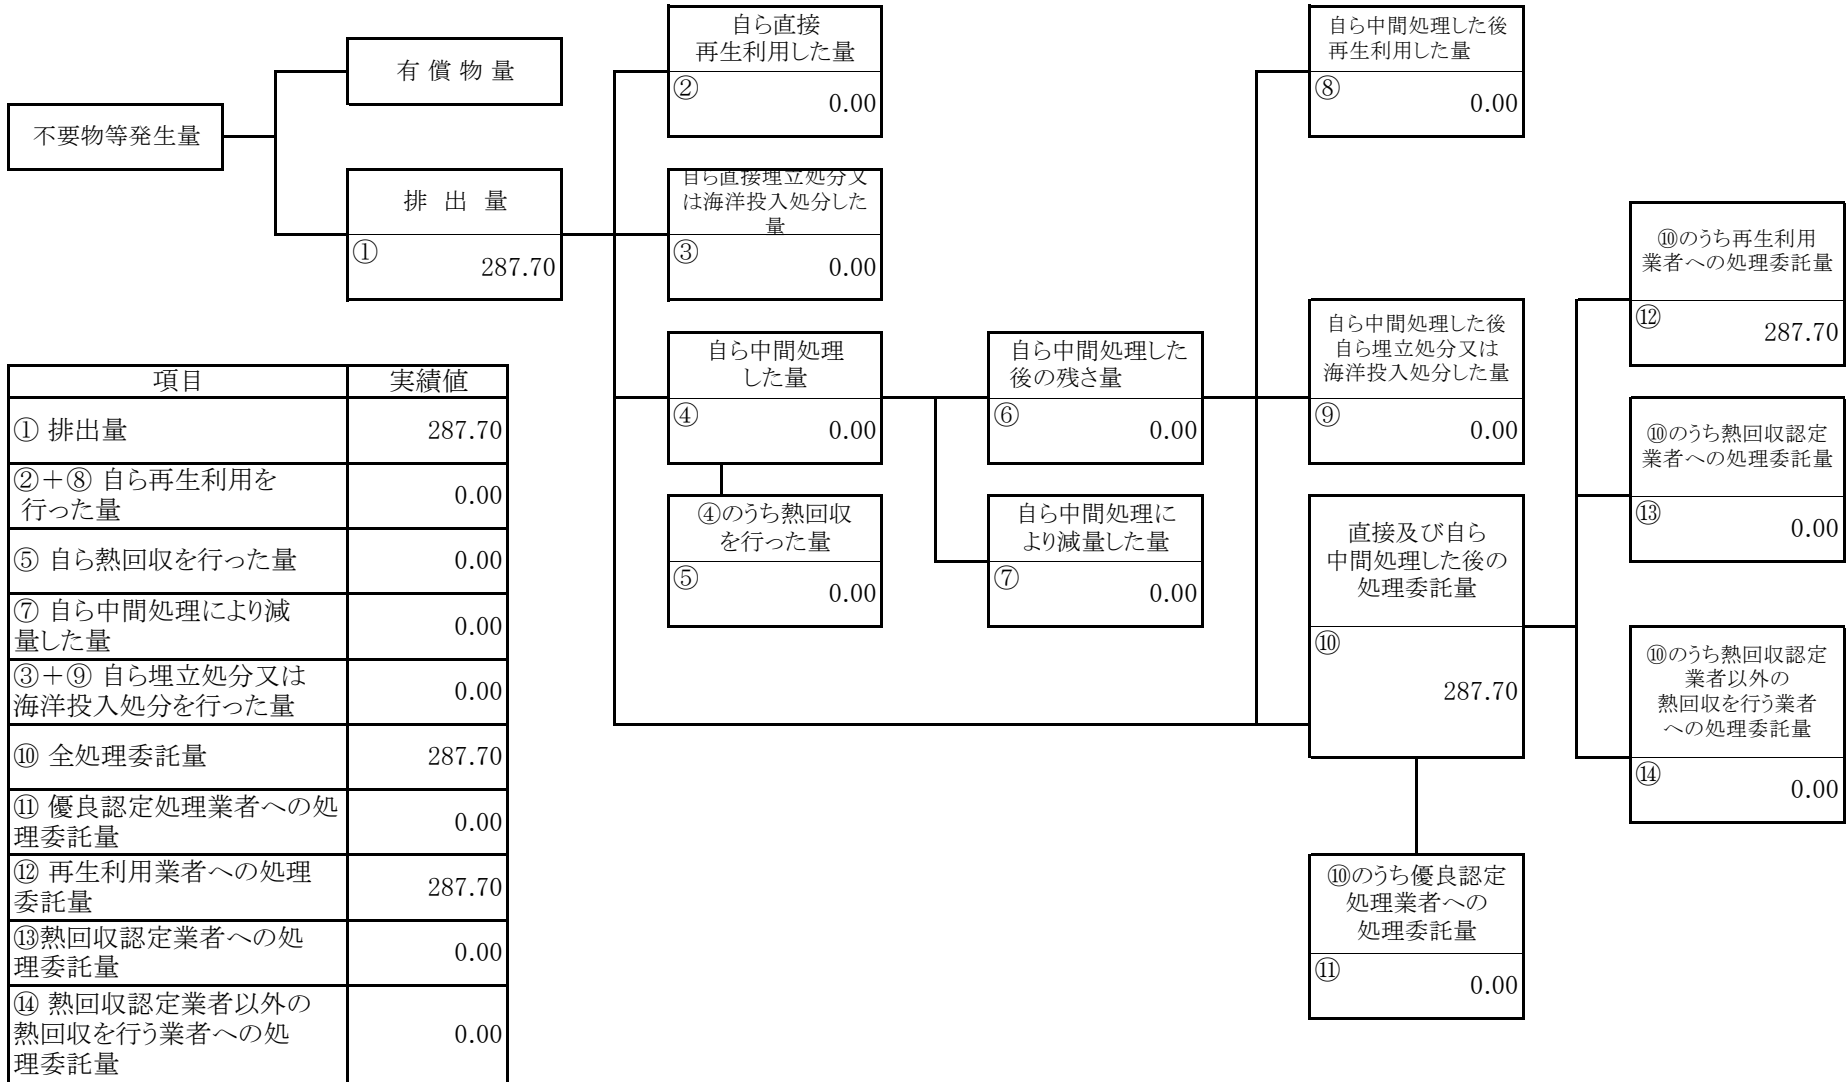 不要物等発生量
有 償 物 量
排 出 量
①
287.70
自ら直接
再生利用した量
②
0.00
自ら直接埋立処分又
は海洋投入処分した
量
③
0.00
自ら中間処理
した量
④
0.00
④のうち熱回収
を行った量
⑤
0.00
自ら中間処理した
後の残さ量
⑥
0.00
自ら中間処理に
より減量した量
⑦
0.00
自ら中間処理した後
再生利用した量
⑧
0.00
自ら中間処理した後
自ら埋立処分又は
海洋投入処分した量
⑨
0.00
直接及び自ら
中間処理した後の
処理委託量
⑩
287.70
⑩のうち優良認定
処理業者への
処理委託量
⑪
0.00
⑩のうち再生利用
業者への処理委託量
⑫
287.70
⑩のうち熱回収認定
業者への処理委託量
⑬
0.00
⑩のうち熱回収認定
業者以外の
熱回収を行う業者
への処理委託量
⑭
0.00
項目 実績値
① 排出量 287.70
②＋⑧ 自ら再生利用を
行った量 0.00
⑤ 自ら熱回収を行った量 0.00
⑦ 自ら中間処理により減
量した量 0.00
③＋⑨ 自ら埋立処分又は
海洋投入処分を行った量 0.00
⑩ 全処理委託量 287.70
⑪ 優良認定処理業者への処
理委託量 0.00
⑫ 再生利用業者への処理
委託量 287.70
⑬熱回収認定業者への処
理委託量 0.00
⑭ 熱回収認定業者以外の
熱回収を行う業者への処
理委託量 0.00